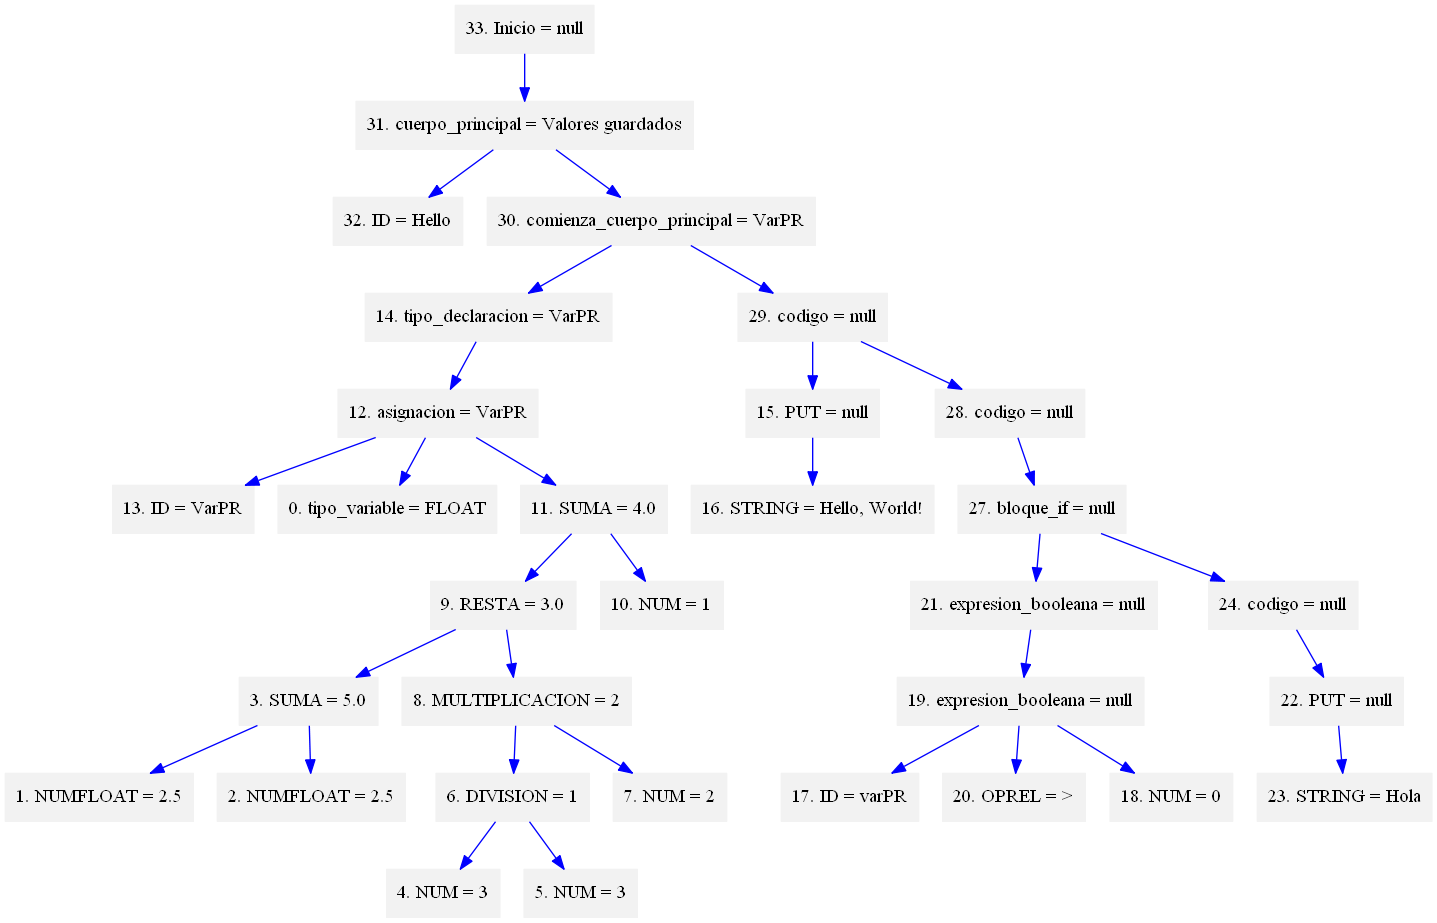 33. Inicio = null
31. cuerpo_principal = Valores guardados
32. ID = Hello
30. comienza_cuerpo_principal = VarPR
14. tipo_declaracion = VarPR
29. codigo = null
12. asignacion = VarPR
15. PUT = null
28. codigo = null
13. ID = VarPR
0. tipo_variable = FLOAT
11. SUMA = 4.0
16. STRING = Hello, World!
27. bloque_if = null
9. RESTA = 3.0
10. NUM = 1
21. expresion_booleana = null
24. codigo = null
3. SUMA = 5.0
8. MULTIPLICACION = 2
19. expresion_booleana = null
22. PUT = null
1. NUMFLOAT = 2.5
2. NUMFLOAT = 2.5
6. DIVISION = 1
7. NUM = 2
17. ID = varPR
20. OPREL = >
18. NUM = 0
23. STRING = Hola
4. NUM = 3
5. NUM = 3